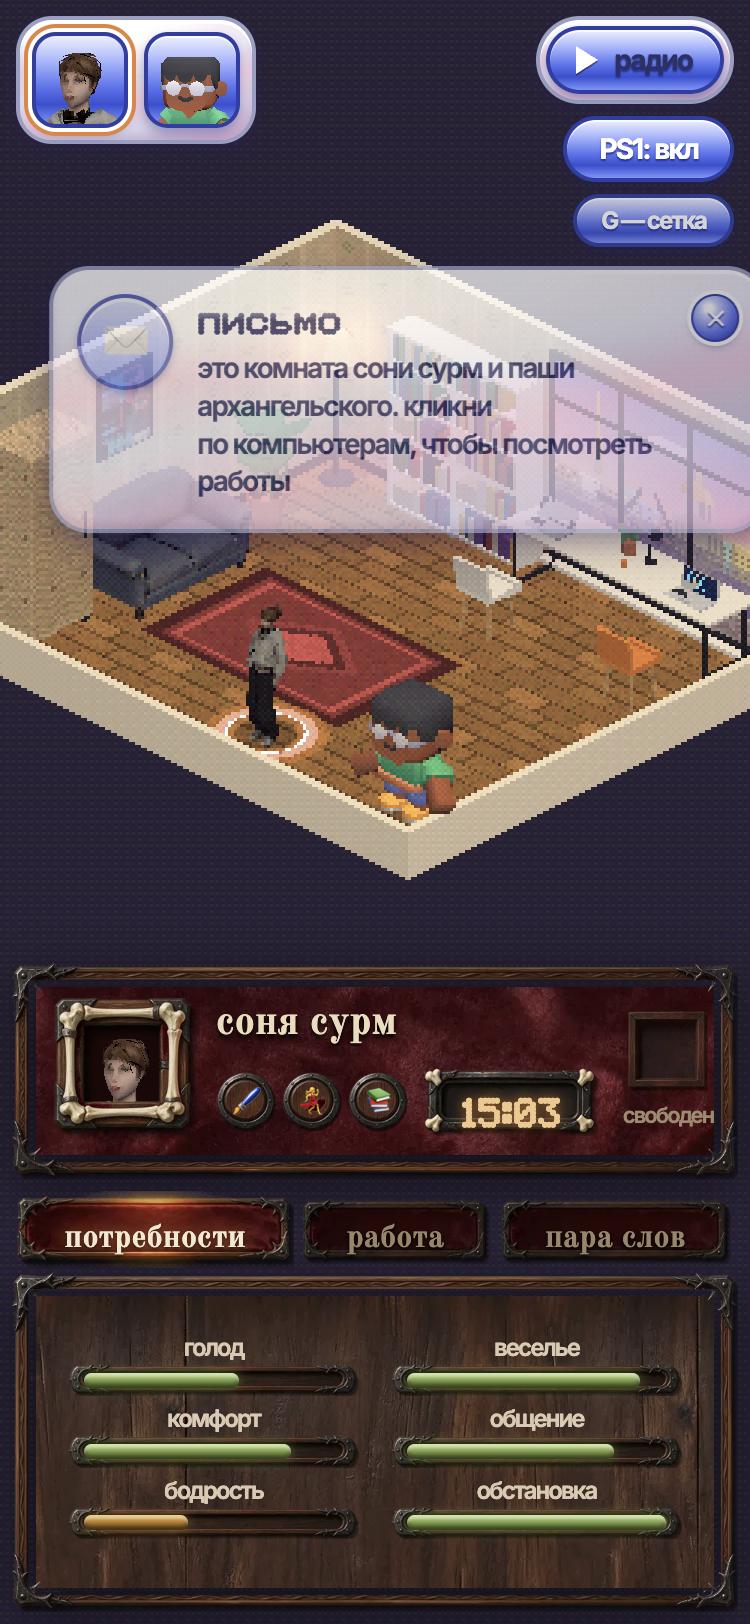 радио
PS1: вкл
G—сетка
письмо
это комната сони сурм и паши
архангельского. кликни
по компьютерам, чтобы посмотреть
работы
соня сурм
15:03
свободен
потребности
работа
пара слов
голод
веселье
комфорт
общение
бодрость
обстановка